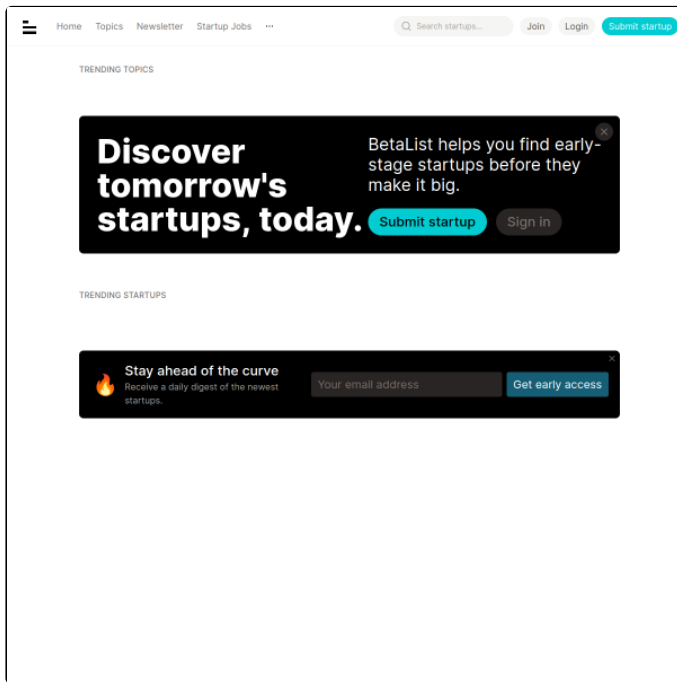 Home Topics Newsletter Startup Jobs ···
Search startups...
Join
Login
Submit startup
TRENDING TOPICS
Discover
tomorrow's
startups, today.
BetaList helps you find early-
stage startups before they
make it big.
Submit startup
Sign in
TRENDING STARTUPS
Stay ahead of the curve
Receive a daily digest of the newest
startups.
Your email address
Get early access